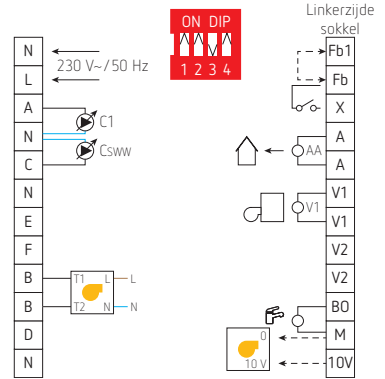 Linkerzijde
sokkel
ON DIP
1 2 3 4
N
L
A
N
C
N
E
F
B
B
D
N
230 V~/50 Hz
C1
Csww
T1 L L
T2 N N
Fb1
Fb
X
A
AA
A
V1
V1
V1
V2
V2
BO
M
10V
0
10 V